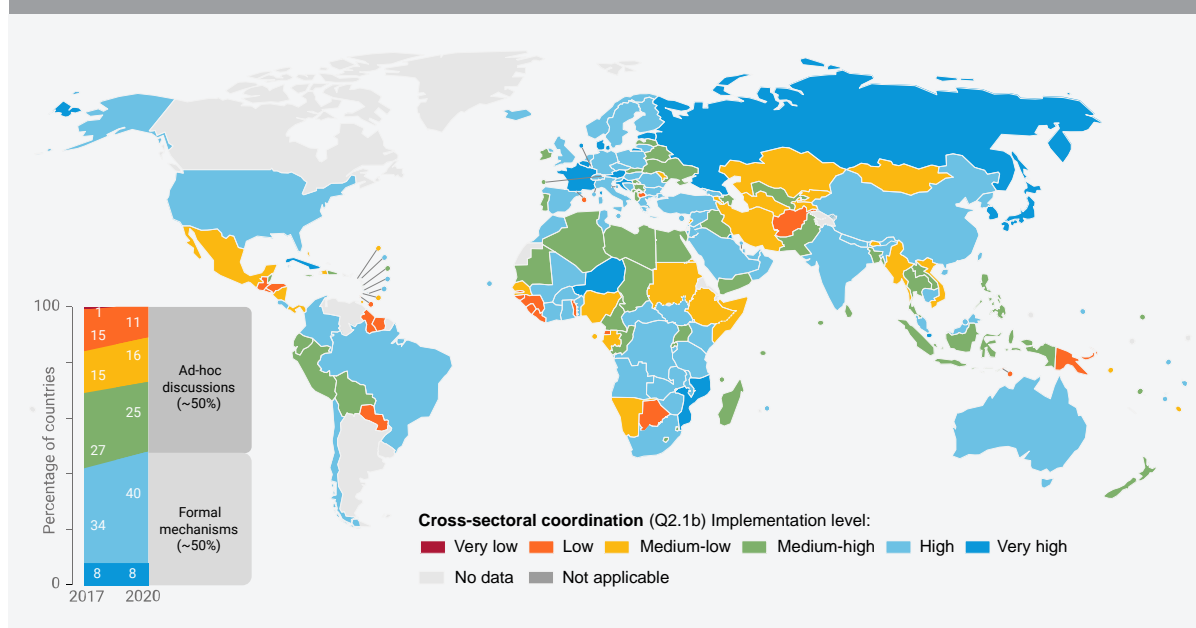 100
1
11
15
16
15
25
27
40
34
8
8
0
2017
2020
Percentage of countries
Ad-hoc
discussions
(~50%)
Formal
mechanisms
(~50%)
Cross-sectoral coordination (Q2.1b) Implementation level:
Very low
Low
Medium-low
Medium-high
High
Very high
No data
Not applicable